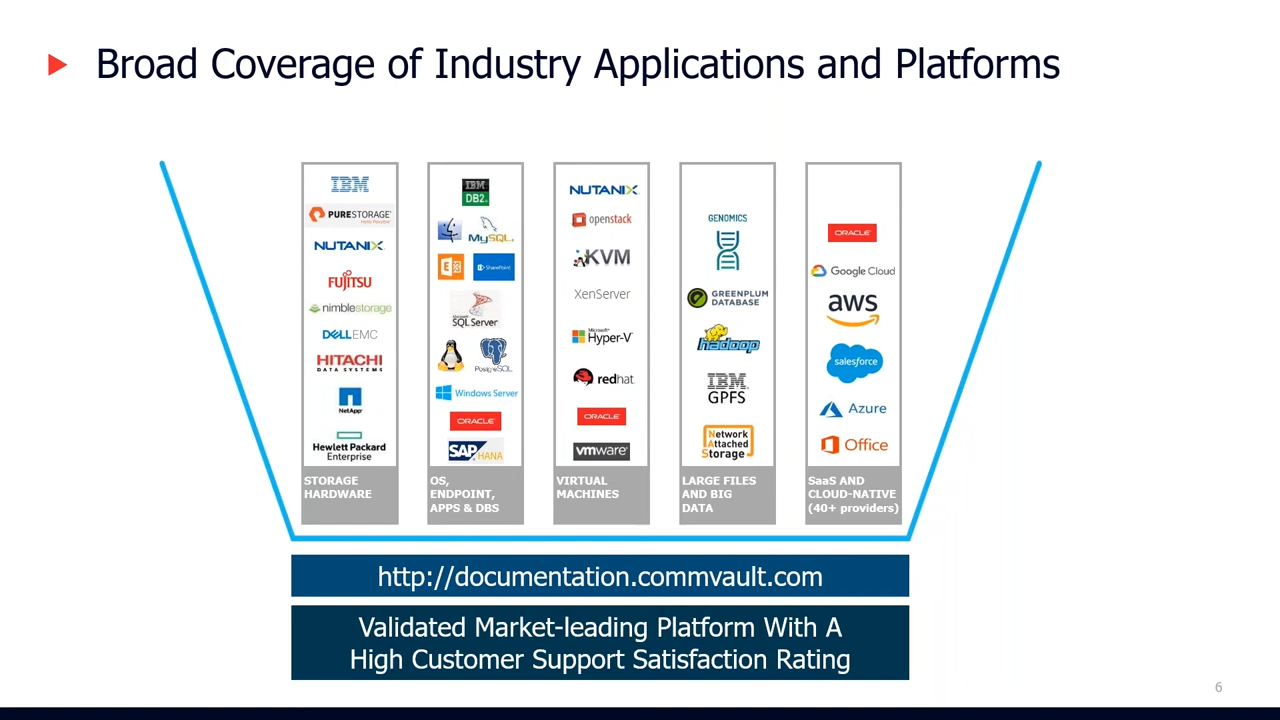 Broad Coverage of Industry Applications and Platforms
IBM
PURESTORAGE
NUTANIX
FUJITSU
nimblestorage
DELLEMC
HITACHI
DATA SYSTEMS
NetApp
Hewlett Packard
Enterprise
STORAGE
HARDWARE
IBM
DB2
MySQL
SharePoint
Microsoft
SQL Server
PostgreSQL
Windows Server
ORACLE
SAP HANA
OS,
ENDPOINT,
APPS & DBS
NUTANIX
openstack
KVM
XenServer
Microsoft
Hyper-V
redhat
ORACLE
vmware
VIRTUAL
MACHINES
GENOMICS
GREENPLUM
DATABASE
hadoop
IBM
GPFS
Network
Attached
Storage
LARGE FILES
AND BIG
DATA
ORACLE
Google Cloud
aws
salesforce
Azure
Office
SaaS AND
CLOUD-NATIVE
(40+ providers)
http://documentation.commvault.com
Validated Market-leading Platform With A
High Customer Support Satisfaction Rating
6